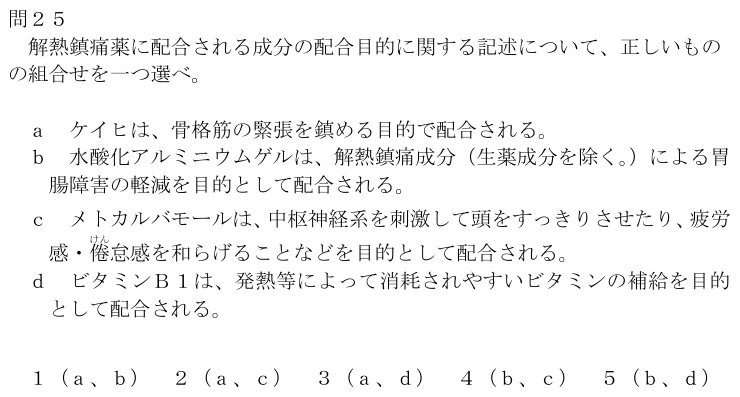 問２５
解熱鎮痛薬に配合される成分の配合目的に関する記述について、正しいもの
の組合せを一つ選べ。
ａ　ケイヒは、骨格筋の緊張を鎮める目的で配合される。
ｂ　水酸化アルミニウムゲルは、解熱鎮痛成分（生薬成分を除く。）による胃
腸障害の軽減を目的として配合される。
ｃ　メトカルバモールは、中枢神経系を刺激して頭をすっきりさせたり、疲労
けん
感・倦怠感を和らげることなどを目的として配合される。
ｄ　ビタミンＢ１は、発熱等によって消耗されやすいビタミンの補給を目的
として配合される。
１（ａ、ｂ）　２（ａ、ｃ）　３（ａ、ｄ）　４（ｂ、ｃ）　５（ｂ、ｄ）